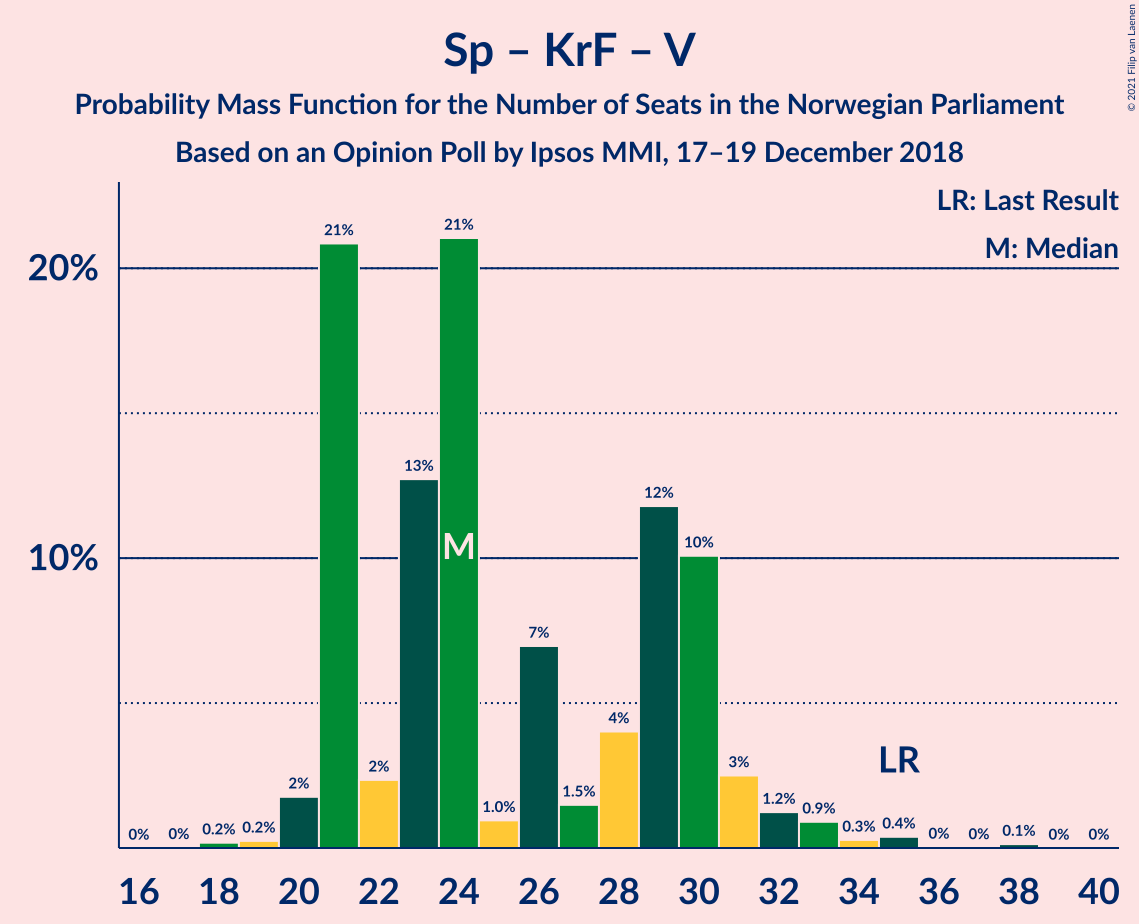 Sp – KrF – V
Probability Mass Function for the Number of Seats in the Norwegian Parliament
Based on an Opinion Poll by Ipsos MMI, 17–19 December 2018
© 2021 Filip van Laenen
LR: Last Result
M: Median
20%
10%
0% 0% 0.2% 0.2% 2% 21% 2% 13% 21% 1.0% 7% 1.5% 4% 12% 10% 3% 1.2% 0.9% 0.3% 0.4% 0% 0% 0.1% 0% 0%
M
LR
16 18 20 22 24 26 28 30 32 34 36 38 40